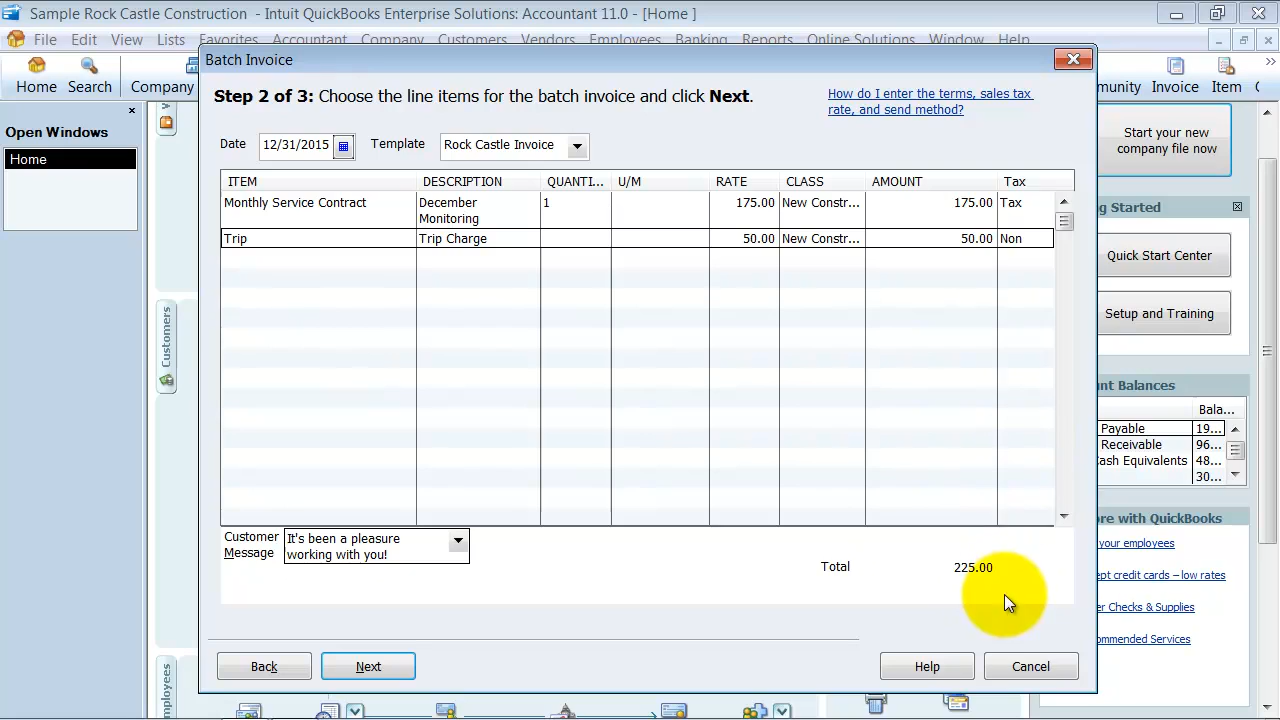 Sample Rock Castle Construction - Intuit QuickBooks Enterprise Solutions: Accountant 11.0 - [Home ]
File Edit View Lists Favorites Accountant Company Customers Vendors Employees Banking Reports Online Solutions Window Help
Home Search Company munity Invoice Item
Open Windows
Home
Customers
Employees
Batch Invoice
Step 2 of 3: Choose the line items for the batch invoice and click Next.
How do I enter the terms, sales tax
rate, and send method?
Date 12/31/2015 Template Rock Castle Invoice
ITEM DESCRIPTION QUANTI... U/M RATE CLASS AMOUNT Tax
Monthly Service Contract December 1 175.00 New Constr... 175.00 Tax
Monitoring
Trip Trip Charge 50.00 New Constr... 50.00 Non
Customer It's been a pleasure
Message working with you!
Total 225.00
Back Next Help Cancel
Start your new
company file now
g Started
Quick Start Center
Setup and Training
nt Balances
Bala...
Payable 19...
Receivable 96...
Cash Equivalents 48...
30...
re with QuickBooks
your employees
ept credit cards – low rates
er Checks & Supplies
mmended Services